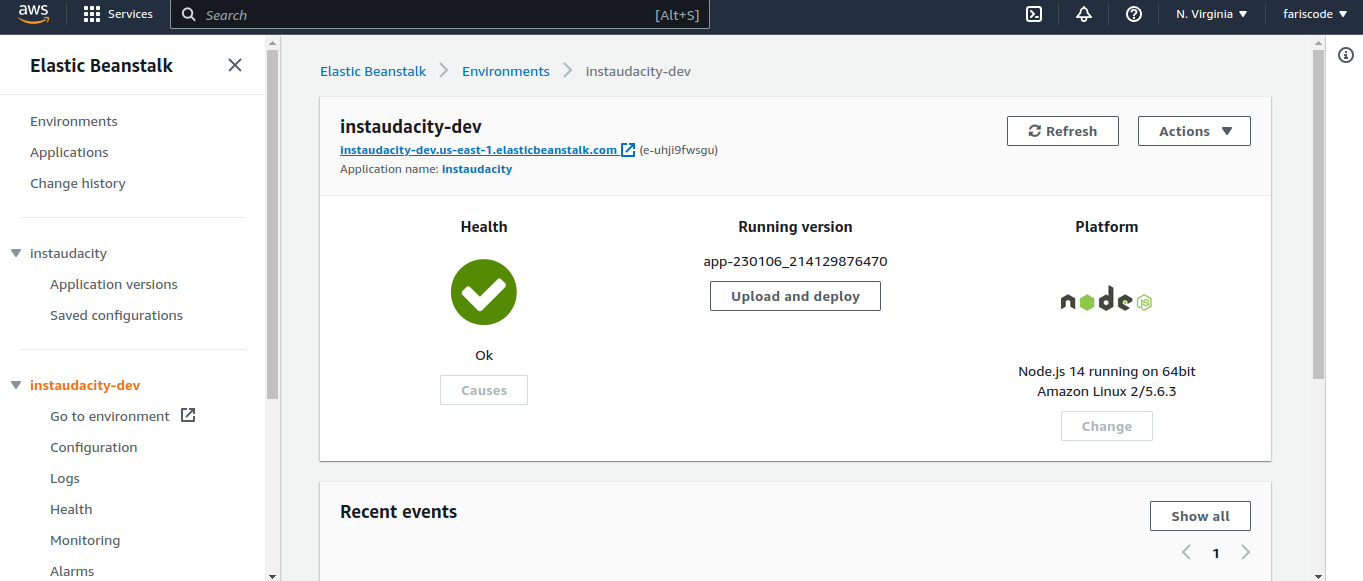 aws
Services
Search
[Alt+S]
N. Virginia
fariscode
Elastic Beanstalk
Environments
Applications
Change history
instaudacity
Application versions
Saved configurations
instaudacity-dev
Go to environment
Configuration
Logs
Health
Monitoring
Alarms
Elastic Beanstalk
Environments
instaudacity-dev
instaudacity-dev
instaudacity-dev.us-east-1.elasticbeanstalk.com (e-uhji9fwsgu)
Application name: instaudacity
Refresh
Actions
Health
Ok
Causes
Running version
app-230106_214129876470
Upload and deploy
Platform
node JS
Node.js 14 running on 64bit
Amazon Linux 2/5.6.3
Change
Recent events
Show all
1